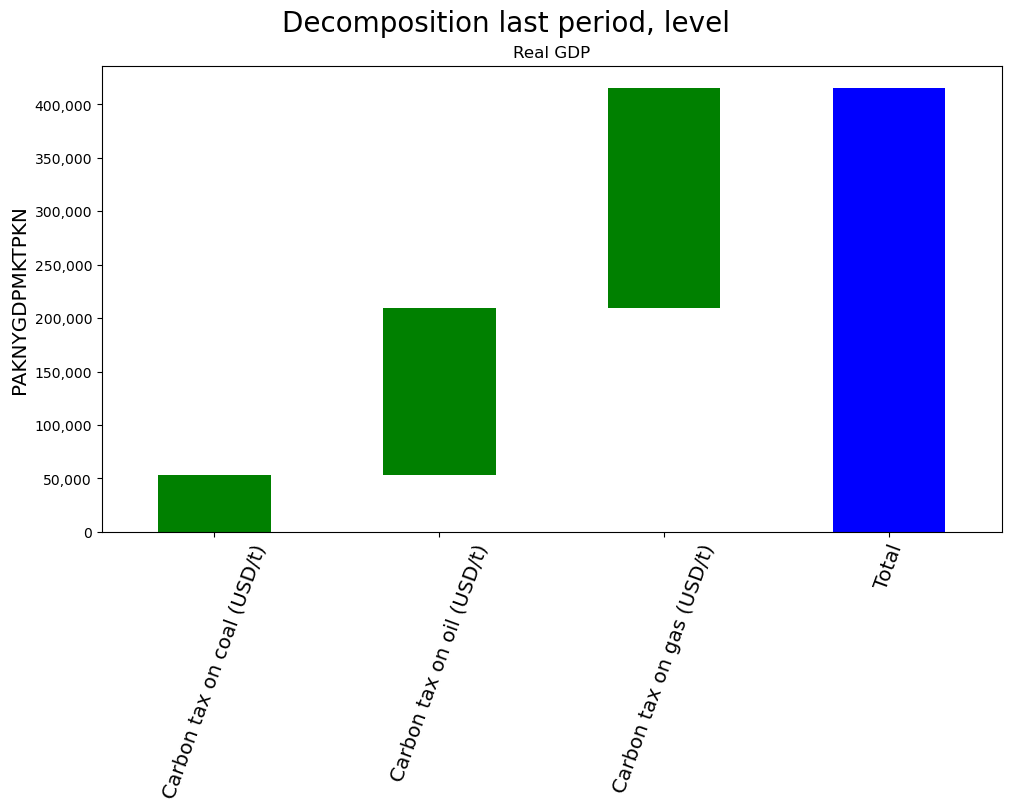 Decomposition last period, level
Real GDP
PAKNYGDPMKTPKN
400,000
350,000
300,000
250,000
200,000
150,000
100,000
50,000
0
Carbon tax on coal (USD/t)
Carbon tax on oil (USD/t)
Carbon tax on gas (USD/t)
Total